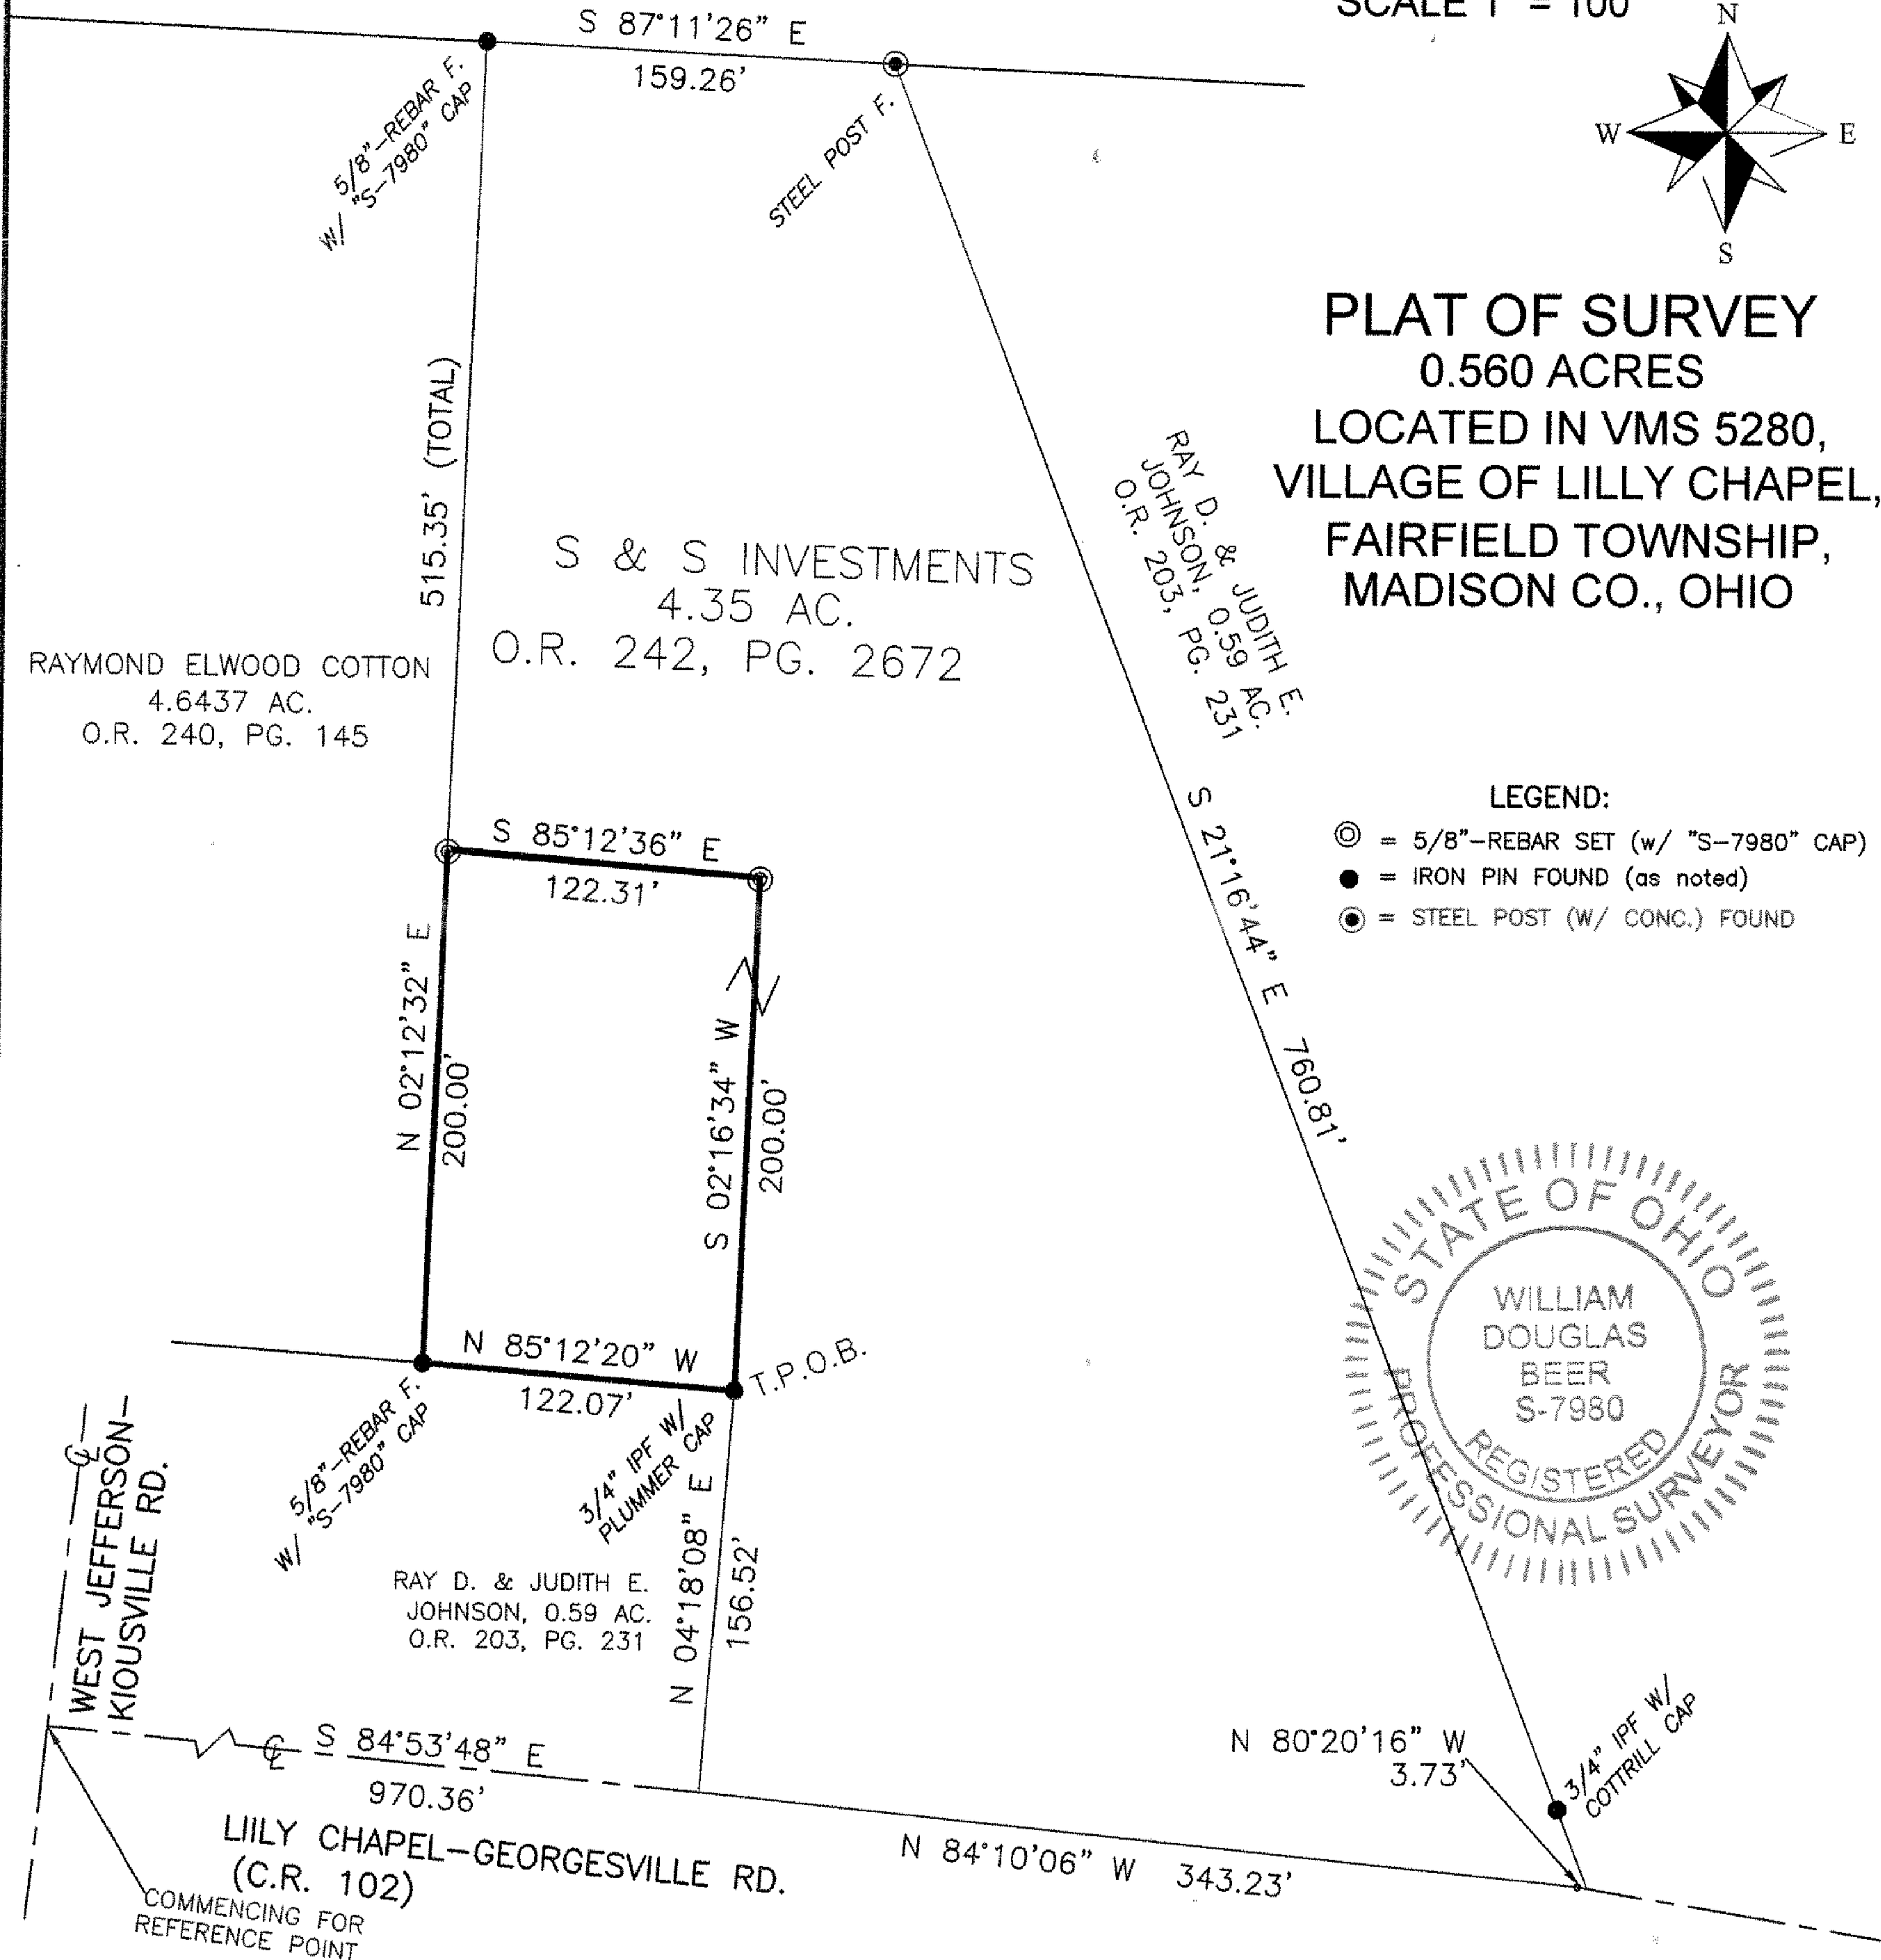 SCALE 1" = 100'
S 87°11'26" E
159.26'
N
W
E
S
5/8"-REBAR F.
W/ "S-7980" CAP
STEEL POST F.
PLAT OF SURVEY
0.560 ACRES
LOCATED IN VMS 5280,
VILLAGE OF LILLY CHAPEL,
FAIRFIELD TOWNSHIP,
MADISON CO., OHIO
515.35' (TOTAL)
S & S INVESTMENTS
4.35 AC.
O.R. 242, PG. 2672
RAY D. & JUDITH E.
JOHNSON, 0.59 AC.
O.R. 203, PG. 231
RAYMOND ELWOOD COTTON
4.6437 AC.
O.R. 240, PG. 145
S 21°16'44" E 760.81'
LEGEND:
= 5/8"-REBAR SET (w/ "S-7980" CAP)
= IRON PIN FOUND (as noted)
= STEEL POST (W/ CONC.) FOUND
S 85°12'36" E
122.31'
N 02°12'32" E
200.00'
S 02°16'34" W
200.00'
N 85°12'20" W
122.07'
T.P.O.B.
5/8"-REBAR F.
W/ "S-7980" CAP
3/4" IPF W/
PLUMMER CAP
N 04°18'08" E
156.52'
RAY D. & JUDITH E.
JOHNSON, 0.59 AC.
O.R. 203, PG. 231
STATE OF OHIO
WILLIAM
DOUGLAS
BEER
S-7980
REGISTERED
PROFESSIONAL SURVEYOR
℄
WEST JEFFERSON-
KIOUSVILLE RD.
℄ S 84°53'48" E
970.36'
LIILY CHAPEL-GEORGESVILLE RD.
(C.R. 102)
COMMENCING FOR
REFERENCE POINT
N 84°10'06" W 343.23'
N 80°20'16" W
3.73'
3/4" IPF W/
COTTRILL CAP